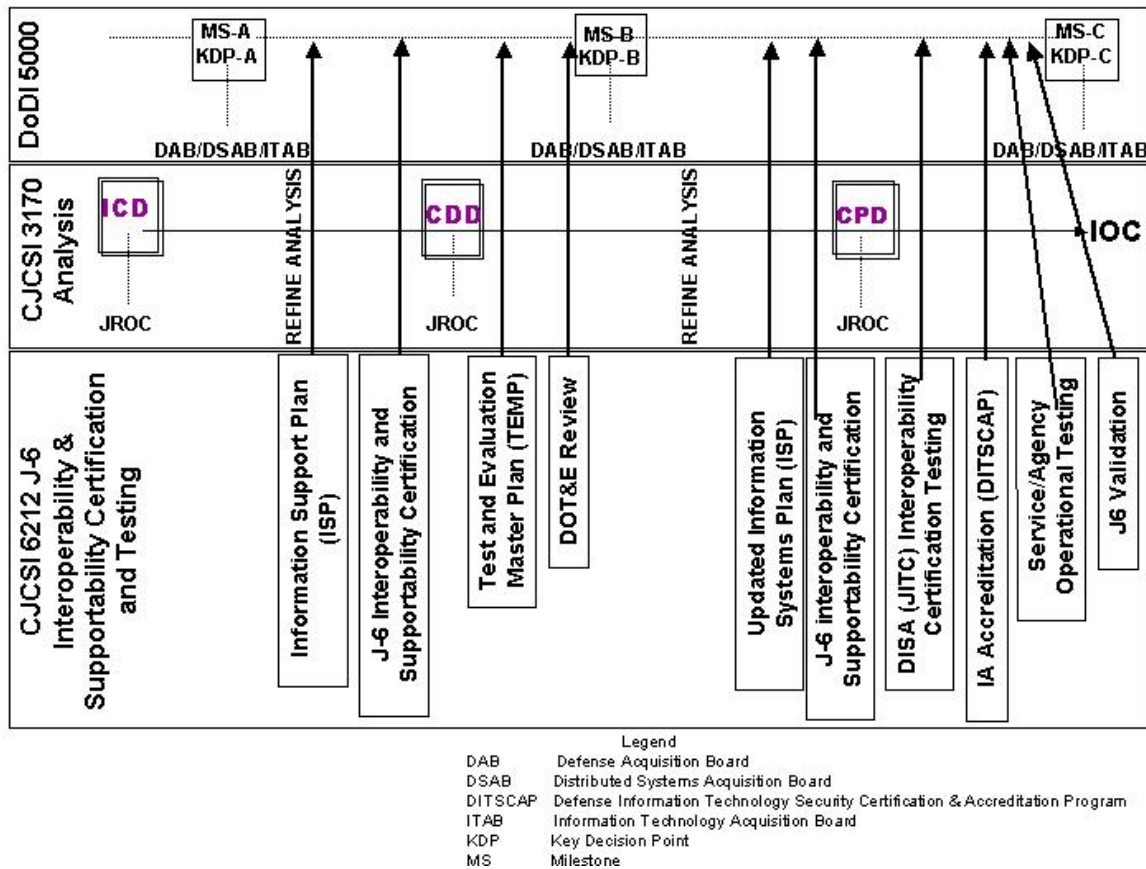 DoDI 5000
MS-A
KDP-A
DAB/DSAB/ITAB
MS-B
KDP-B
DAB/DSAB/ITAB
MS-C
KDP-C
DAB/DSAB/ITAB
CJCSI 3170
Analysis
ICD
JROC
REFINE ANALYSIS
CDD
JROC
REFINE ANALYSIS
CPD
JROC
IOC
CJCSI 6212 J-6
Interoperability &
Supportability Certification
and Testing
Information Support Plan
(ISP)
J-6 Interoperability and
Supportability Certification
Test and Evaluation
Master Plan (TEMP)
DOT&E Review
Updated Information
Systems Plan (ISP)
J-6 interoperability and
Supportability Certification
DISA (JITC) Interoperability
Certification Testing
IA Accreditation (DITSCAP)
Service/Agency
Operational Testing
J6 Validation
Legend
DAB Defense Acquisition Board
DSAB Distributed Systems Acquisition Board
DITSCAP Defense Information Technology Security Certification & Accreditation Program
ITAB Information Technology Acquisition Board
KDP Key Decision Point
MS Milestone